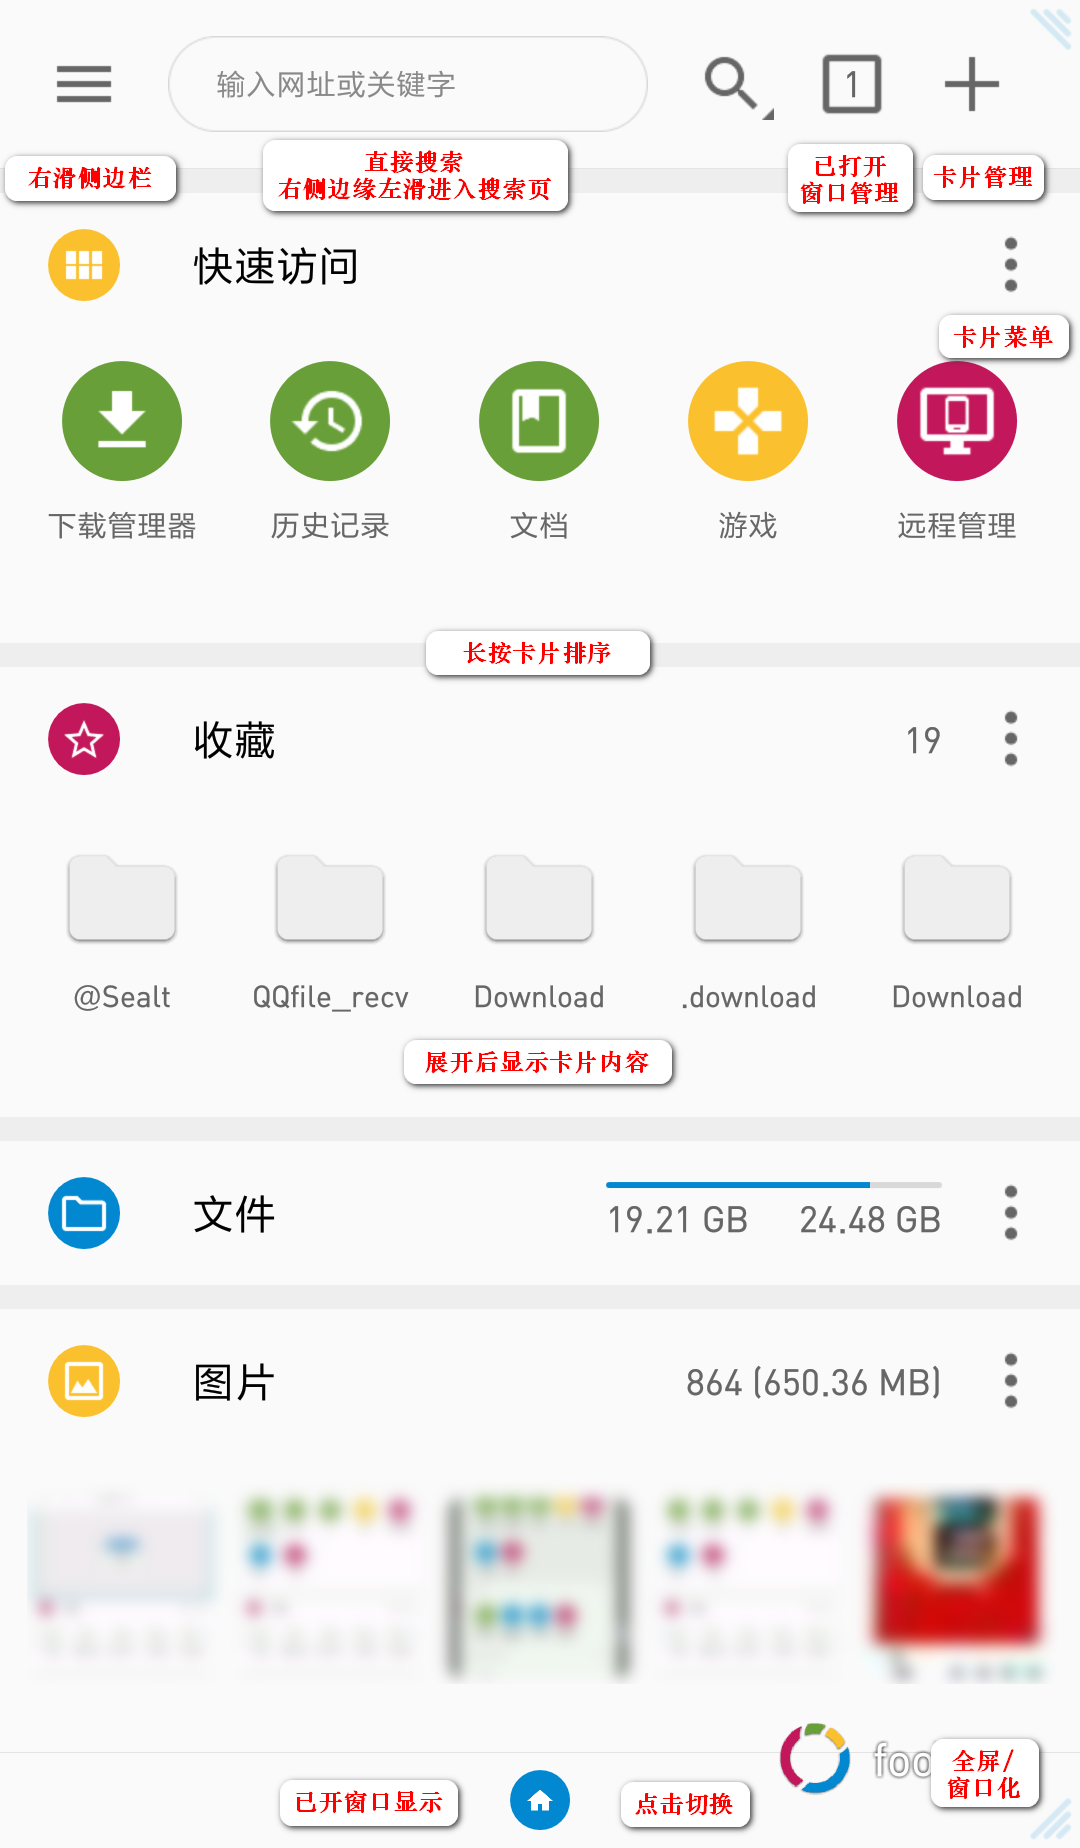 输入网址或关键字
1
右滑侧边栏
直接搜索
右侧边缘左滑进入搜索页
已打开
窗口管理
卡片管理
快速访问
卡片菜单
下载管理器
历史记录
文档
游戏
远程管理
长按卡片排序
收藏
19
@Sealt
QQfile_recv
Download
.download
Download
展开后显示卡片内容
文件
19.21 GB
24.48 GB
图片
864 (650.36 MB)
foo
全屏/
窗口化
已开窗口显示
点击切换